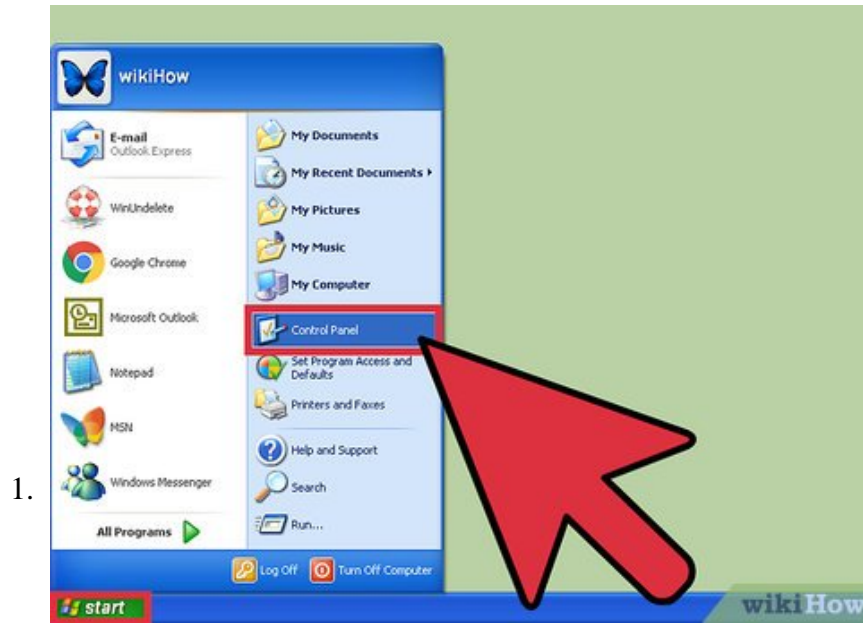 wikiHow
E-mail
Outlook Express
WinUndelete
Google Chrome
Microsoft Outlook
Notepad
MSN
Windows Messenger
All Programs
My Documents
My Recent Documents
My Pictures
My Music
My Computer
Control Panel
Set Program Access and
Defaults
Printers and Faxes
Help and Support
Search
Run...
Log Off
Turn Off Computer
1.
start
wikiHow